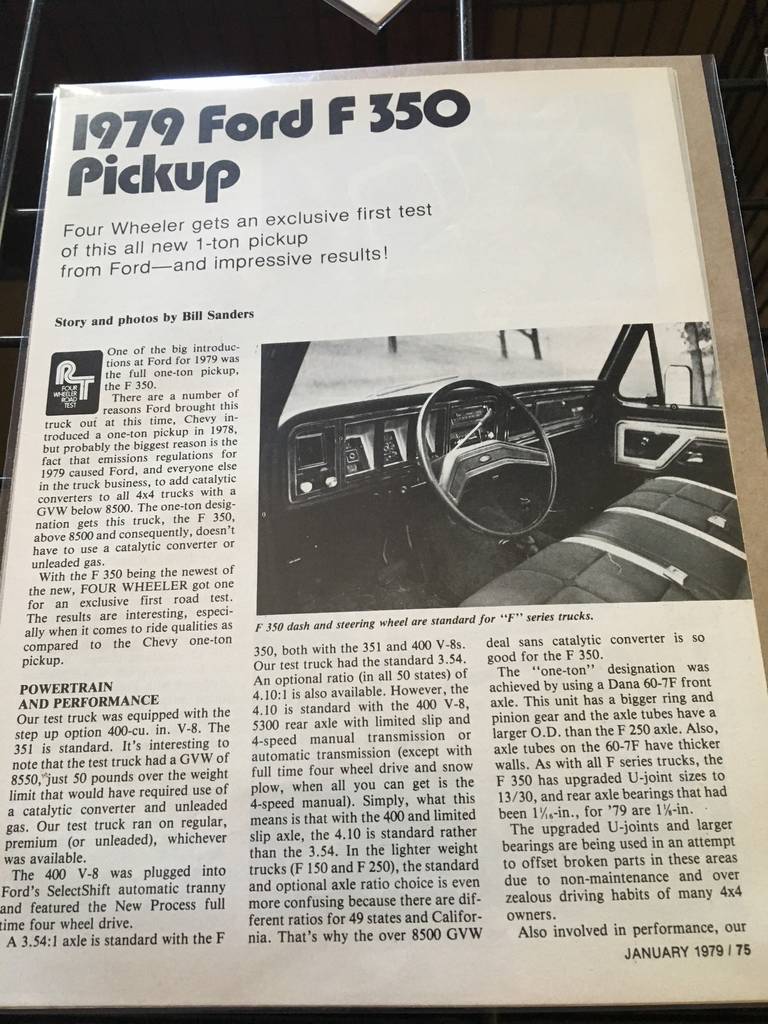 1979 Ford F 350
Pickup
Four Wheeler gets an exclusive first test
of this all new 1-ton pickup
from Ford—and impressive results!
Story and photos by Bill Sanders
RT
FOUR
WHEELER
ROAD
TEST
One of the big introduc-
tions at Ford for 1979 was
the full one-ton pickup,
the F 350.
There are a number of
reasons Ford brought this
truck out at this time, Chevy in-
troduced a one-ton pickup in 1978,
but probably the biggest reason is the
fact that emissions regulations for
1979 caused Ford, and everyone else
in the truck business, to add catalytic
converters to all 4x4 trucks with a
GVW below 8500. The one-ton desig-
nation gets this truck, the F 350,
above 8500 and consequently, doesn't
have to use a catalytic converter or
unleaded gas.
With the F 350 being the newest of
the new, FOUR WHEELER got one
for an exclusive first road test.
The results are interesting, especi-
ally when it comes to ride qualities as
compared to the Chevy one-ton
pickup.
POWERTRAIN
AND PERFORMANCE
Our test truck was equipped with the
step up option 400-cu. in. V-8. The
351 is standard. It's interesting to
note that the test truck had a GVW of
8550, just 50 pounds over the weight
limit that would have required use of
a catalytic converter and unleaded
gas. Our test truck ran on regular,
premium (or unleaded), whichever
was available.
The 400 V-8 was plugged into
Ford's SelectShift automatic tranny
and featured the New Process full
time four wheel drive.
A 3.54:1 axle is standard with the F
F 350 dash and steering wheel are standard for "F" series trucks.
350, both with the 351 and 400 V-8s.
Our test truck had the standard 3.54.
An optional ratio (in all 50 states) of
4.10:1 is also available. However, the
4.10 is standard with the 400 V-8,
5300 rear axle with limited slip and
4-speed manual transmission or
automatic transmission (except with
full time four wheel drive and snow
plow, when all you can get is the
4-speed manual). Simply, what this
means is that with the 400 and limited
slip axle, the 4.10 is standard rather
than the 3.54. In the lighter weight
trucks (F 150 and F 250), the standard
and optional axle ratio choice is even
more confusing because there are dif-
ferent ratios for 49 states and Califor-
nia. That's why the over 8500 GVW
deal sans catalytic converter is so
good for the F 350.
The "one-ton" designation was
achieved by using a Dana 60-7F front
axle. This unit has a bigger ring and
pinion gear and the axle tubes have a
larger O.D. than the F 250 axle. Also,
axle tubes on the 60-7F have thicker
walls. As with all F series trucks, the
F 350 has upgraded U-joint sizes to
13/30, and rear axle bearings that had
been 1 1/16-in., for '79 are 1⅛-in.
The upgraded U-joints and larger
bearings are being used in an attempt
to offset broken parts in these areas
due to non-maintenance and over
zealous driving habits of many 4x4
owners.
Also involved in performance, our
JANUARY 1979 / 75